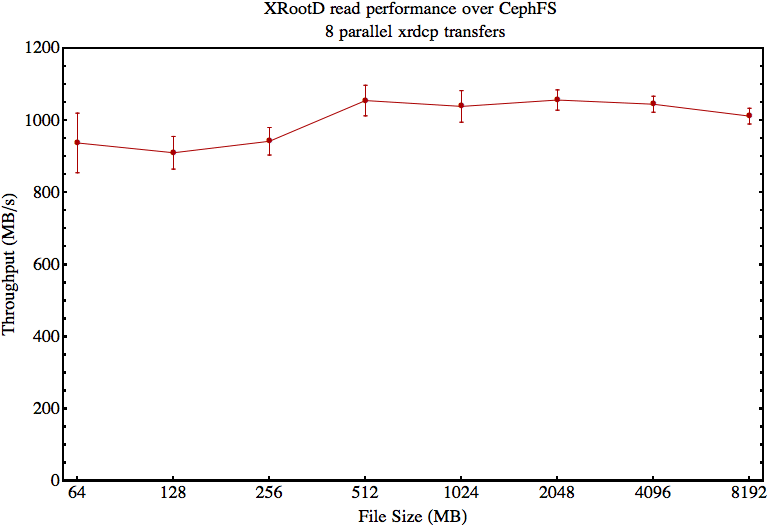 XRootD read performance over CephFS
8 parallel xrdcp transfers
1200
1000
800
600
400
200
0
Throughput (MB/s)
64 128 256 512 1024 2048 4096 8192
File Size (MB)